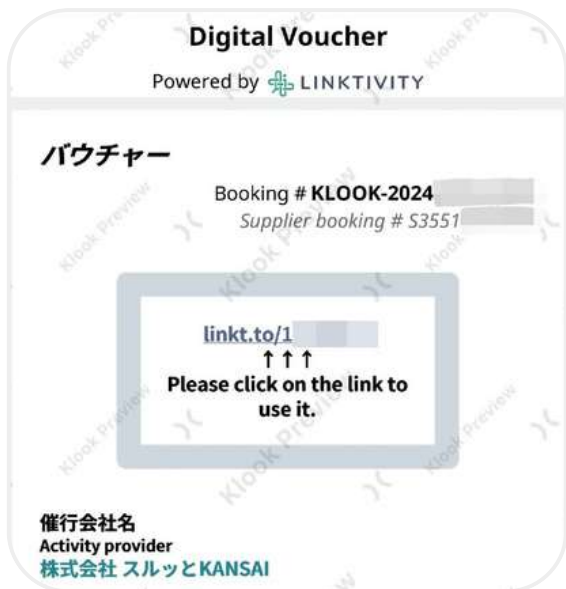 Digital Voucher
Powered by LINKTIVITY
バウチャー
Booking # KLOOK-2024
Supplier booking # S3551
linkt.to/1
↑ ↑ ↑
Please click on the link to
use it.
催行会社名
Activity provider
株式会社 スルッとKANSAI
Klook Preview